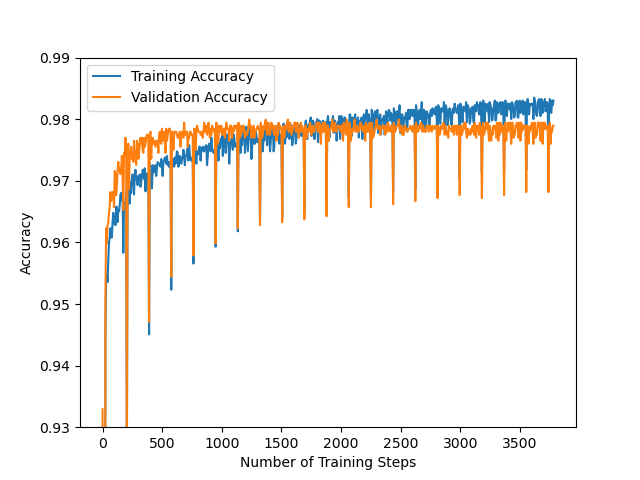 Training Accuracy
Validation Accuracy
0.99
0.98
0.97
0.96
0.95
0.94
0.93
Accuracy
0 500 1000 1500 2000 2500 3000 3500
Number of Training Steps